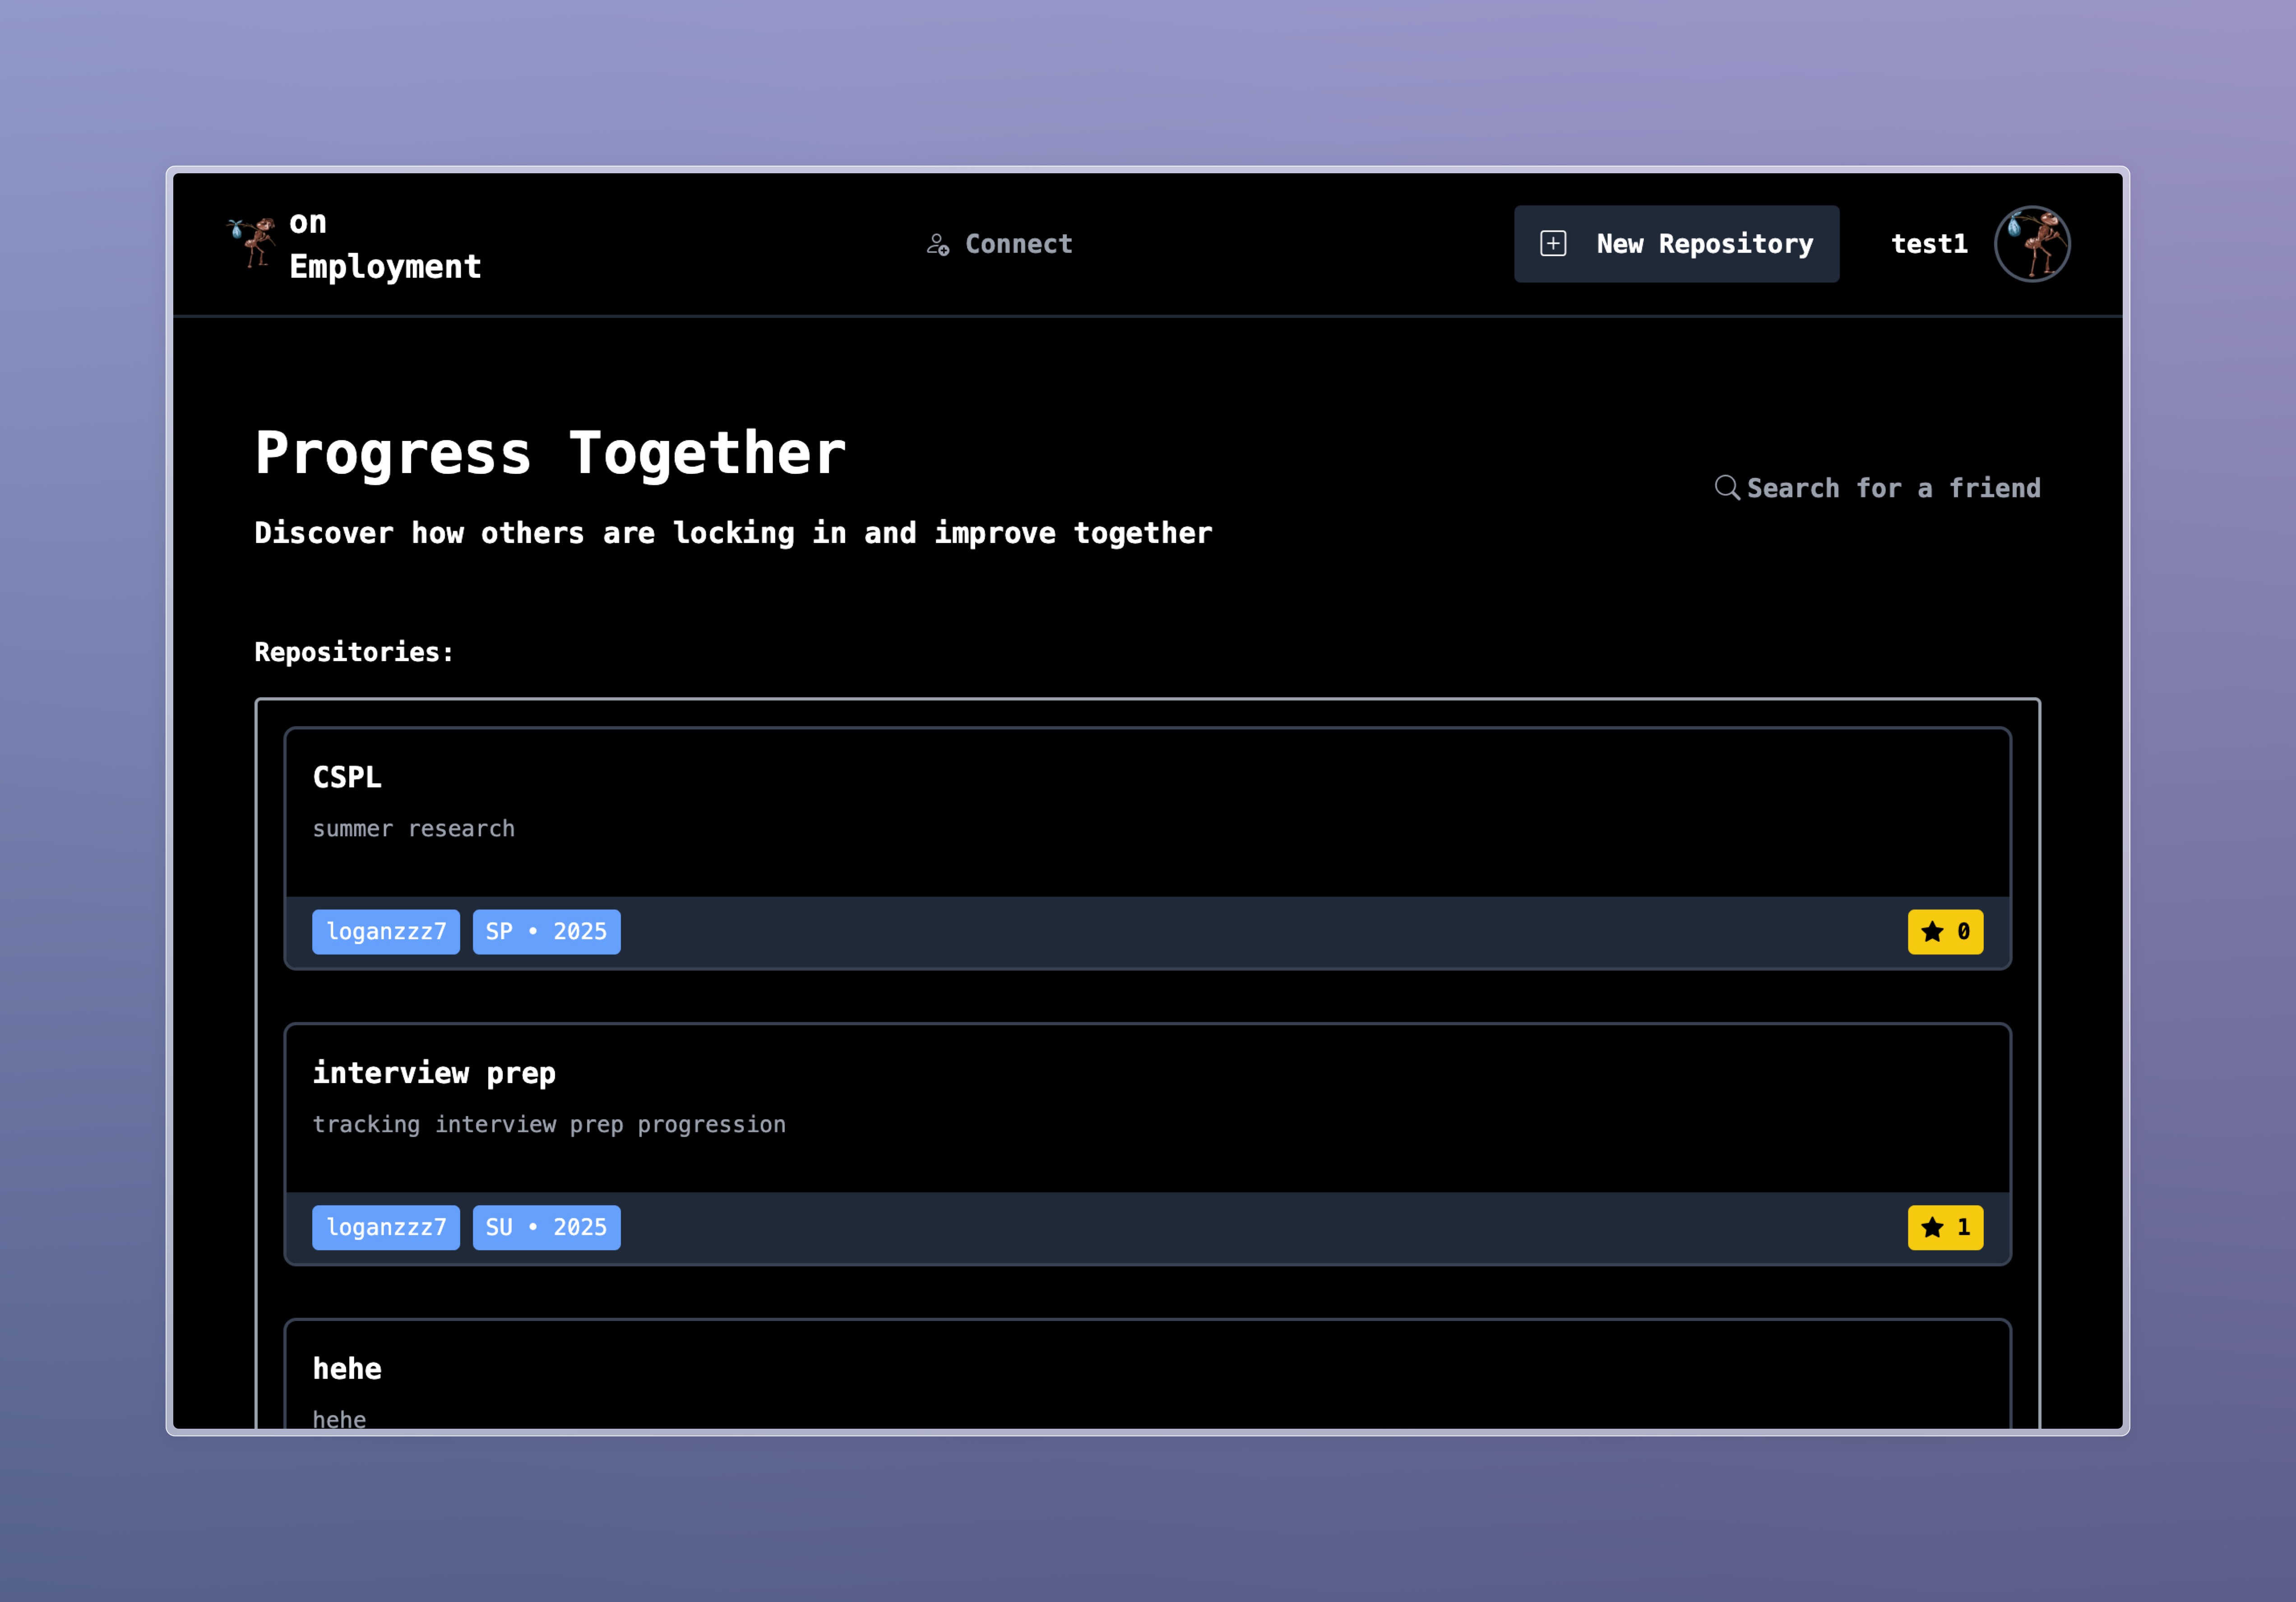 on
Employment
Connect
New Repository
test1
Progress Together
Search for a friend
Discover how others are locking in and improve together
Repositories:
CSPL
summer research
loganzzz7
SP • 2025
0
interview prep
tracking interview prep progression
loganzzz7
SU • 2025
1
hehe
hehe